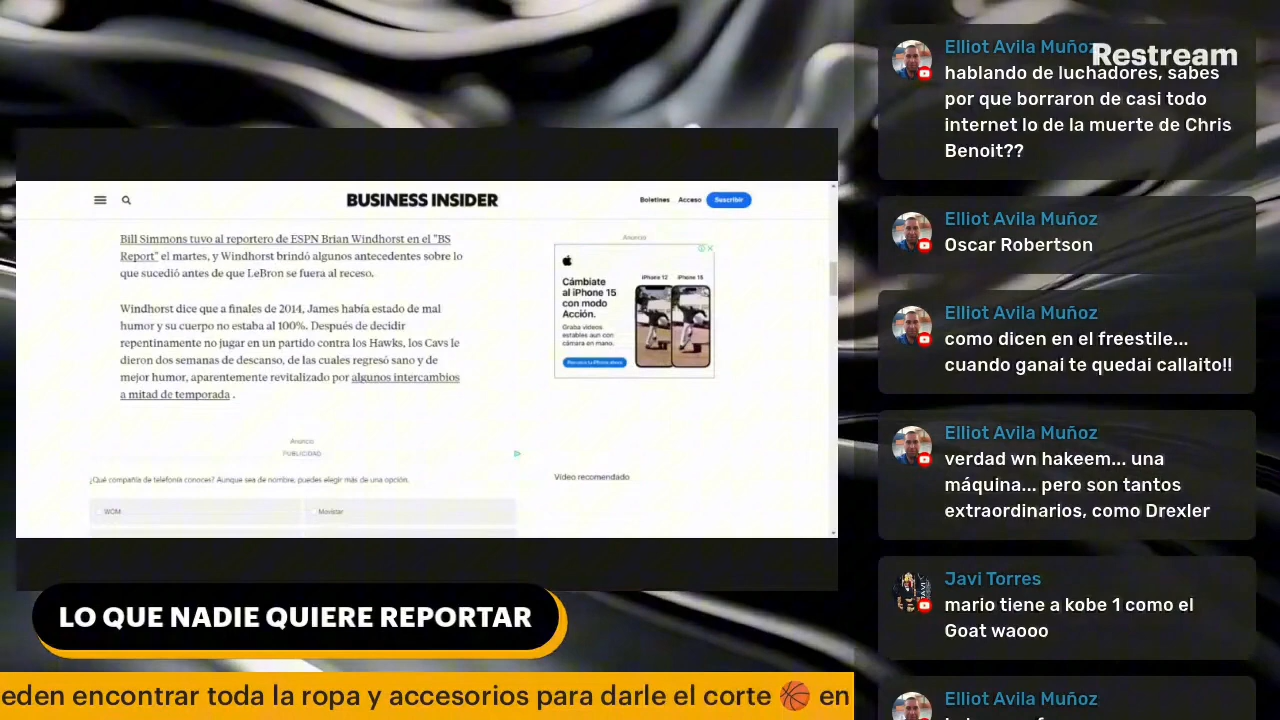 BUSINESS INSIDER
Boletines Acceso Suscribir
Bill Simmons tuvo al reportero de ESPN Brian Windhorst en el "BS
Report" el martes, y Windhorst brindó algunos antecedentes sobre lo
que sucedió antes de que LeBron se fuera al receso.
Windhorst dice que a finales de 2014, James había estado de mal
humor y su cuerpo no estaba al 100%. Después de decidir
repentinamente no jugar en un partido contra los Hawks, los Cavs le
dieron dos semanas de descanso, de las cuales regresó sano y de
mejor humor, aparentemente revitalizado por algunos intercambios
a mitad de temporada .
Anuncio
PUBLICIDAD
¿Qué compañía de telefonía conoces? Aunque sea de nombre, puedes elegir más de una opción.
WOM
Movistar
Anuncio
Cámbiate
al iPhone 15
con modo
Acción.
Graba videos
estables aun con
cámara en mano.
iPhone 12 iPhone 15
Video recomendado
LO QUE NADIE QUIERE REPORTAR
eden encontrar toda la ropa y accesorios para darle el corte 🏀 en
Restream
Elliot Avila Muñoz
hablando de luchadores, sabes
por que borraron de casi todo
internet lo de la muerte de Chris
Benoit??
Elliot Avila Muñoz
Oscar Robertson
Elliot Avila Muñoz
como dicen en el freestile...
cuando ganai te quedai callaito!!
Elliot Avila Muñoz
verdad wn hakeem... una
máquina... pero son tantos
extraordinarios, como Drexler
Javi Torres
mario tiene a kobe 1 como el
Goat waooo
Elliot Avila Muñoz